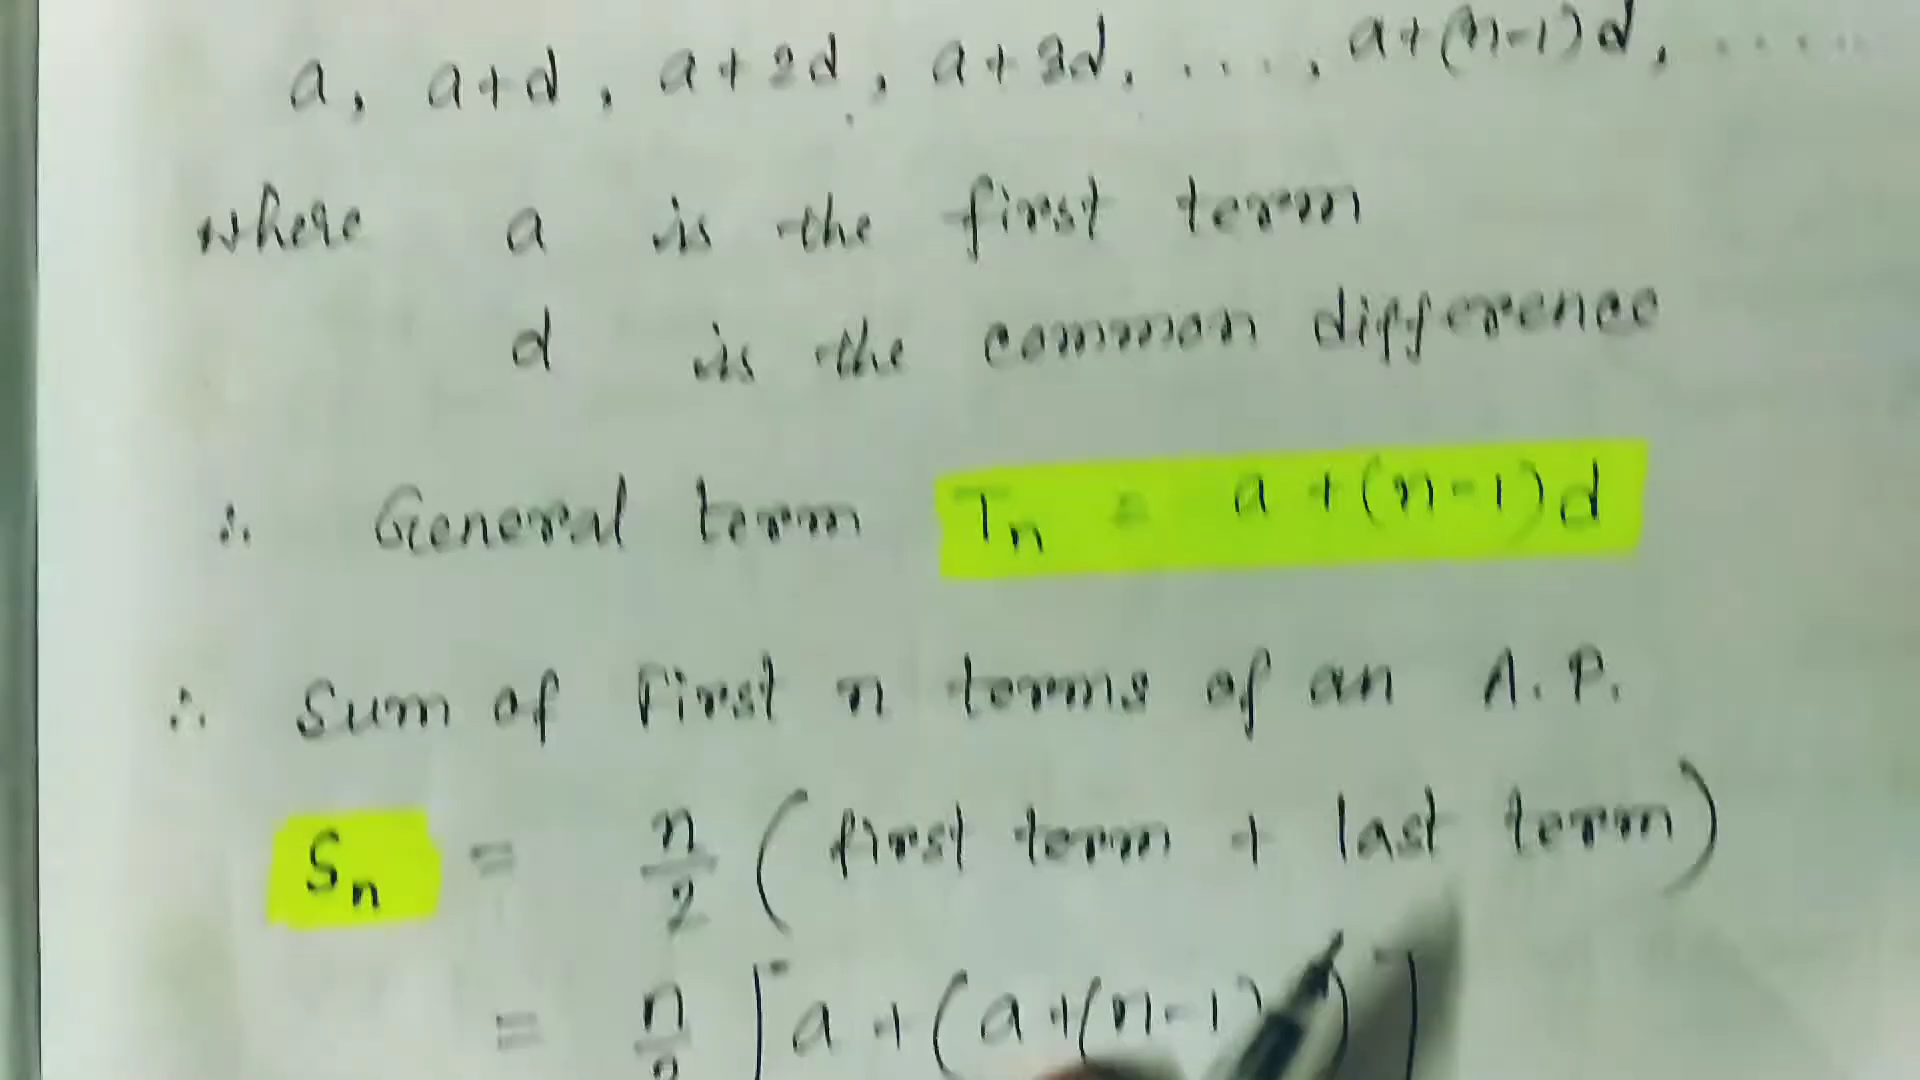 a, a+d, a+2d, a+3d, ...., a+(n-1)d, .....
where a is the first term
d is the common difference
∴ General term Tn = a+(n-1)d
∴ Sum of First n terms of an A.P.
Sn = n/2 (first term + last term)
= n/2 [a+(a+(n-1) )]